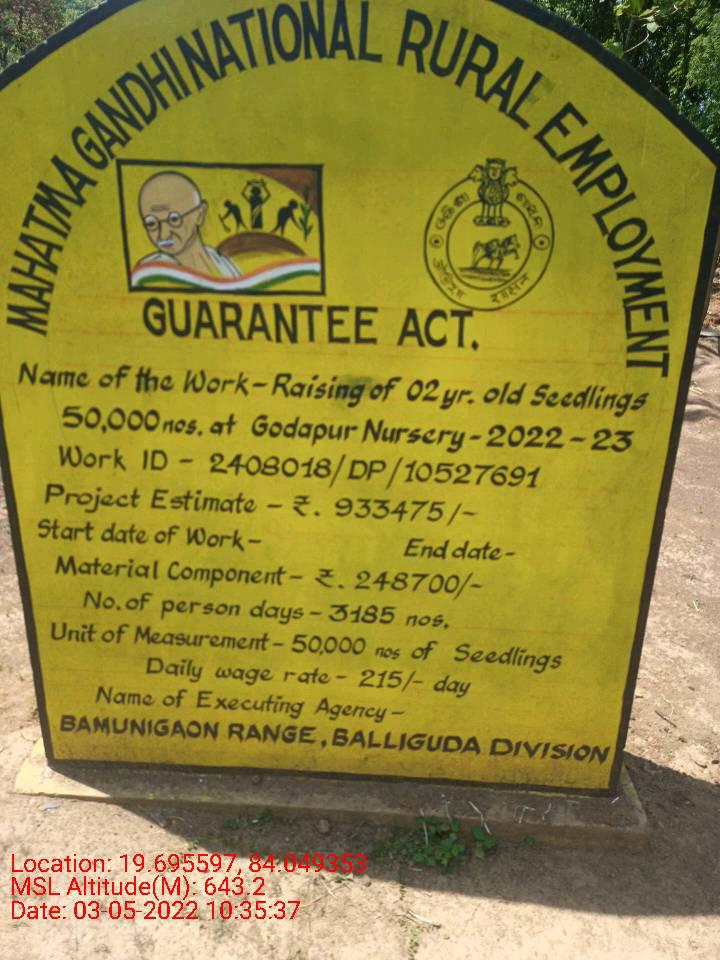 MAHATMA GANDHI NATIONAL RURAL EMPLOYMENT
GUARANTEE ACT.
Name of the Work - Raising of 02 yr. old Seedlings
50,000 nos. at Godapur Nursery - 2022 - 23
Work ID - 2408018/DP/10527691
Project Estimate - ₹. 933475/-
Start date of Work - End date -
Material Component - ₹. 248700/-
No. of person days - 3185 nos.
Unit of Measurement - 50,000 nos of Seedlings
Daily wage rate - 215/- day
Name of Executing Agency -
BAMUNIGAON RANGE, BALLIGUDA DIVISION
Location: 19.695597, 84.049353
MSL Altitude(M): 643.2
Date: 03-05-2022 10:35:37